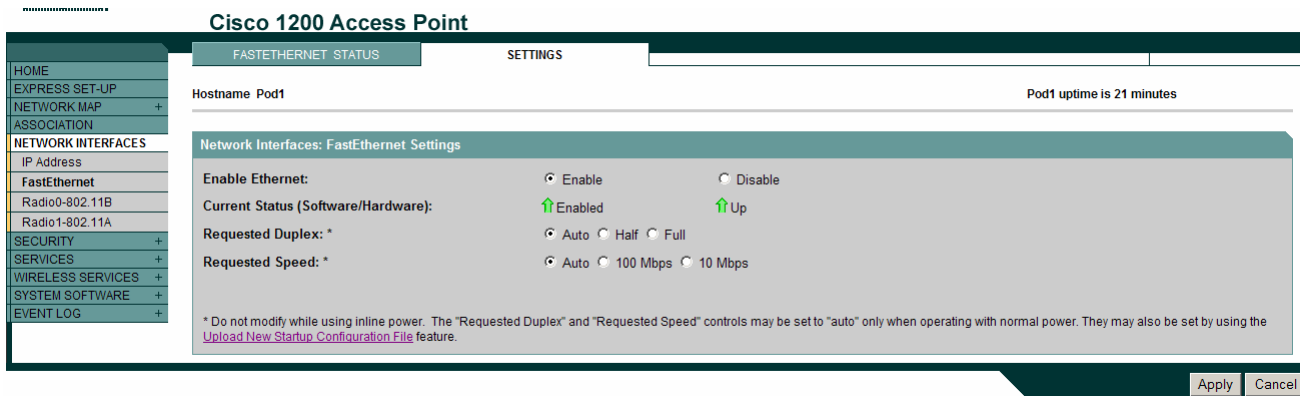 Cisco 1200 Access Point
FASTETHERNET STATUS
SETTINGS
HOME
EXPRESS SET-UP
NETWORK MAP +
ASSOCIATION
NETWORK INTERFACES
IP Address
FastEthernet
Radio0-802.11B
Radio1-802.11A
SECURITY +
SERVICES +
WIRELESS SERVICES +
SYSTEM SOFTWARE +
EVENT LOG +
Hostname Pod1
Pod1 uptime is 21 minutes
Network Interfaces: FastEthernet Settings
Enable Ethernet: Enable Disable
Current Status (Software/Hardware): Enabled Up
Requested Duplex: * Auto Half Full
Requested Speed: * Auto 100 Mbps 10 Mbps
* Do not modify while using inline power. The "Requested Duplex" and "Requested Speed" controls may be set to "auto" only when operating with normal power. They may also be set by using the
Upload New Startup Configuration File feature.
Apply Cancel